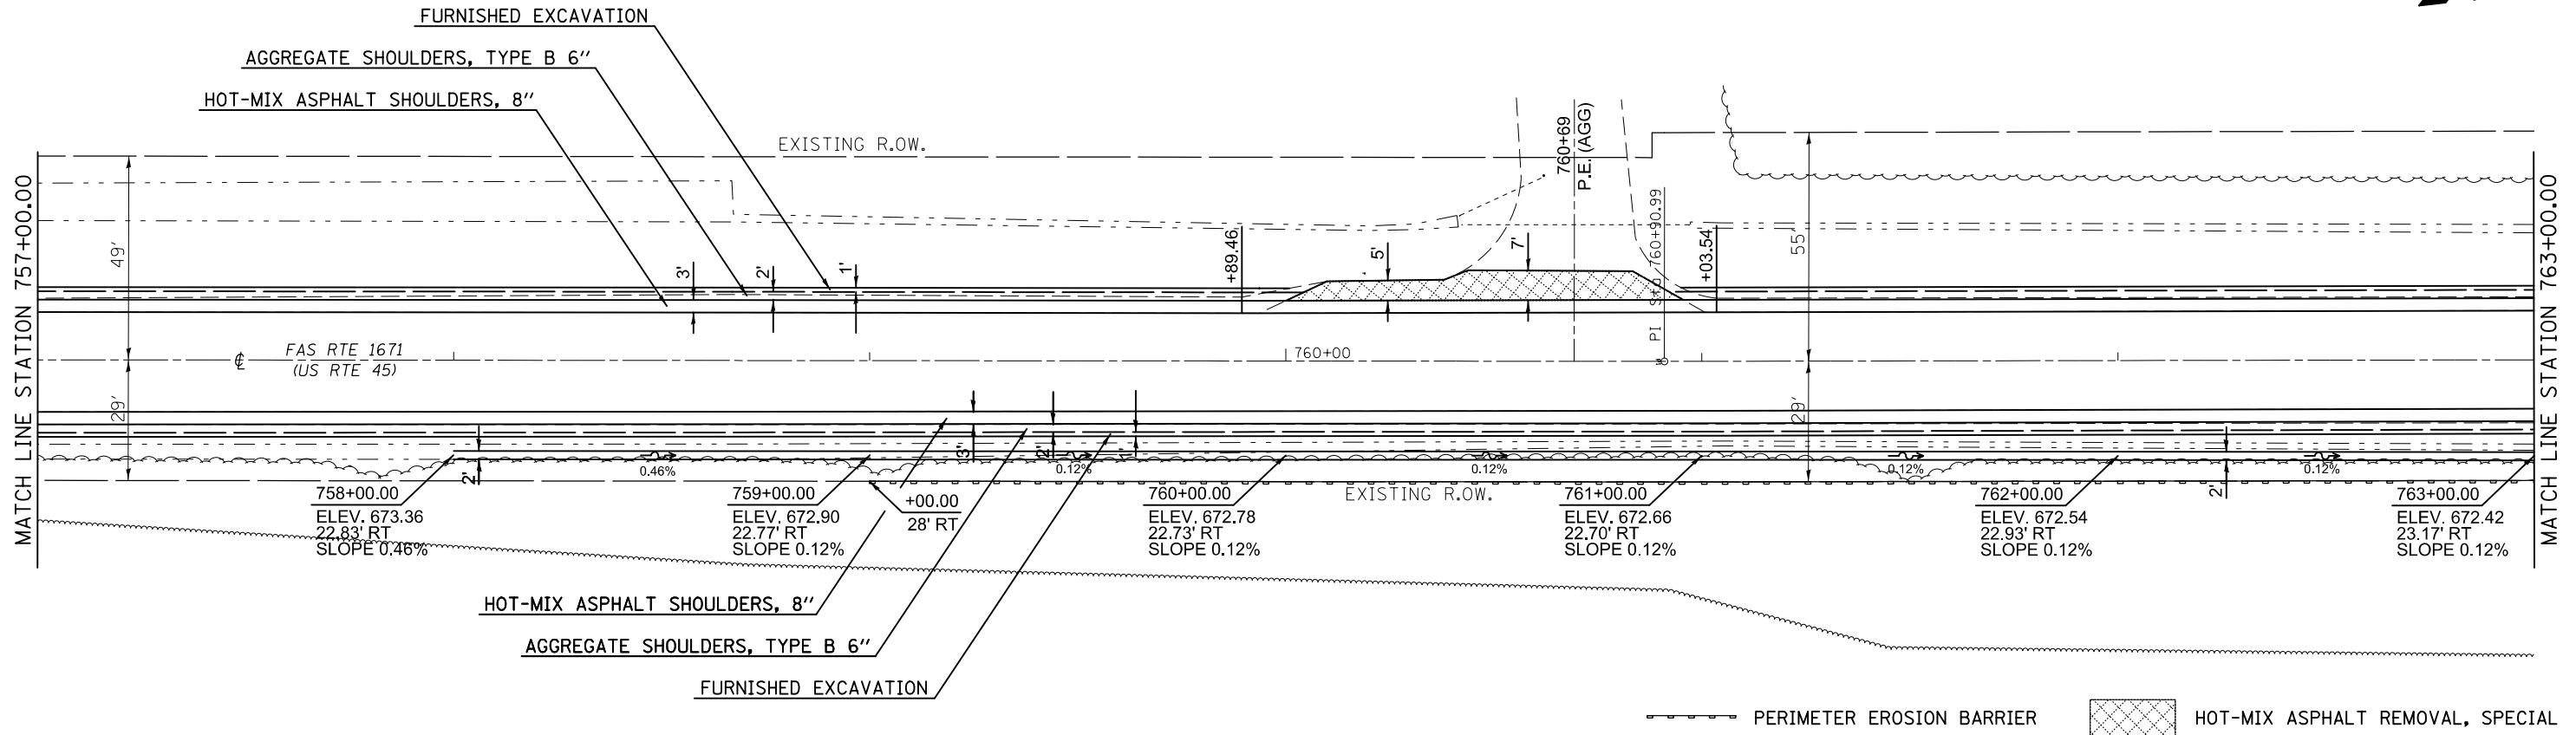 FURNISHED EXCAVATION
AGGREGATE SHOULDERS, TYPE B 6"
HOT-MIX ASPHALT SHOULDERS, 8"
EXISTING R.O.W.
760+69
P.E. (AGG)
MATCH LINE STATION 757+00.00
MATCH LINE STATION 763+00.00
49'
3'
2'
1'
+89.46
5'
7'
PI Sta 760+90.99
+03.54
55'
℄
FAS RTE 1671
(US RTE 45)
760+00
29'
29'
3'
2'
1'
2'
2'
0.46%
0.12%
0.12%
0.12%
0.12%
758+00.00
ELEV. 673.36
22.83' RT
SLOPE 0.46%
759+00.00
ELEV. 672.90
22.77' RT
SLOPE 0.12%
+00.00
28' RT
760+00.00
ELEV. 672.78
22.73' RT
SLOPE 0.12%
EXISTING R.O.W.
761+00.00
ELEV. 672.66
22.70' RT
SLOPE 0.12%
762+00.00
ELEV. 672.54
22.93' RT
SLOPE 0.12%
763+00.00
ELEV. 672.42
23.17' RT
SLOPE 0.12%
HOT-MIX ASPHALT SHOULDERS, 8"
AGGREGATE SHOULDERS, TYPE B 6"
FURNISHED EXCAVATION
PERIMETER EROSION BARRIER
HOT-MIX ASPHALT REMOVAL, SPECIAL